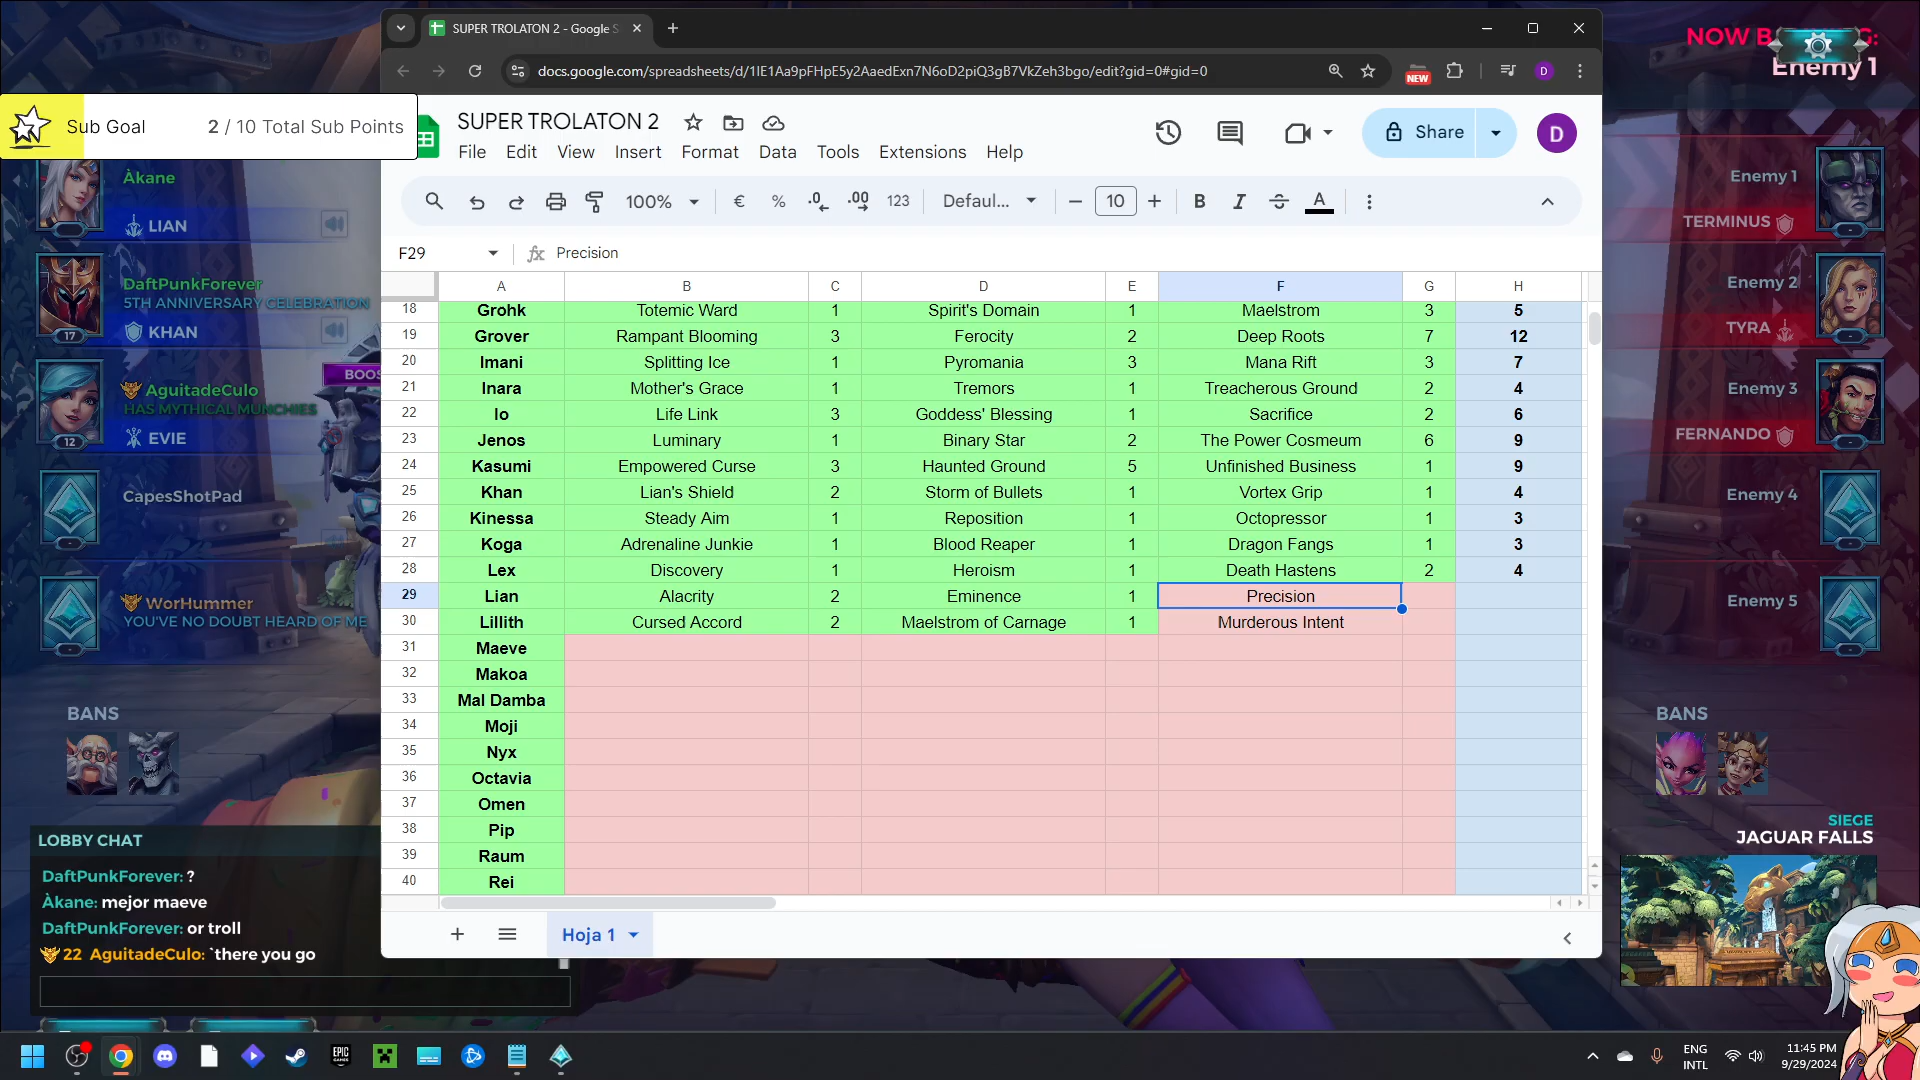 SUPER TROLATON 2 - Google S
docs.google.com/spreadsheets/d/1IE1Aa9pFHpE5y2AaedExn7N6oD2piQ3gB7VkZeh3bgo/edit?gid=0#gid=0
NEW
D
Sub Goal 2 / 10 Total Sub Points
SUPER TROLATON 2
File Edit View Insert Format Data Tools Extensions Help
Share
D
100% € % .0 .00 123 Defaul... 10 B I S A
F29 fx Precision
A B C D E F G H
18 Grohk Totemic Ward 1 Spirit's Domain 1 Maelstrom 3 5
19 Grover Rampant Blooming 3 Ferocity 2 Deep Roots 7 12
20 Imani Splitting Ice 1 Pyromania 3 Mana Rift 3 7
21 Inara Mother's Grace 1 Tremors 1 Treacherous Ground 2 4
22 Io Life Link 3 Goddess' Blessing 1 Sacrifice 2 6
23 Jenos Luminary 1 Binary Star 2 The Power Cosmeum 6 9
24 Kasumi Empowered Curse 3 Haunted Ground 5 Unfinished Business 1 9
25 Khan Lian's Shield 2 Storm of Bullets 1 Vortex Grip 1 4
26 Kinessa Steady Aim 1 Reposition 1 Octopressor 1 3
27 Koga Adrenaline Junkie 1 Blood Reaper 1 Dragon Fangs 1 3
28 Lex Discovery 1 Heroism 1 Death Hastens 2 4
29 Lian Alacrity 2 Eminence 1 Precision
30 Lillith Cursed Accord 2 Maelstrom of Carnage 1 Murderous Intent
31 Maeve
32 Makoa
33 Mal Damba
34 Moji
35 Nyx
36 Octavia
37 Omen
38 Pip
39 Raum
40 Rei
Hoja 1
Àkane
LIAN
DaftPunkForever
5TH ANNIVERSARY CELEBRATION
KHAN
17
AguitadeCulo
HAS MYTHICAL MUNCHIES
EVIE
12
BOOS
CapesShotPad
WorHummer
YOU'VE NO DOUBT HEARD OF ME
BANS
LOBBY CHAT
DaftPunkForever: ?
Àkane: mejor maeve
DaftPunkForever: or troll
22 AguitadeCulo: `there you go
NOW B G:
Enemy 1
Enemy 1
TERMINUS
Enemy 2
TYRA
Enemy 3
FERNANDO
Enemy 4
Enemy 5
BANS
SIEGE
JAGUAR FALLS
EPIC GAMES
ENG
INTL
11:45 PM
9/29/2024